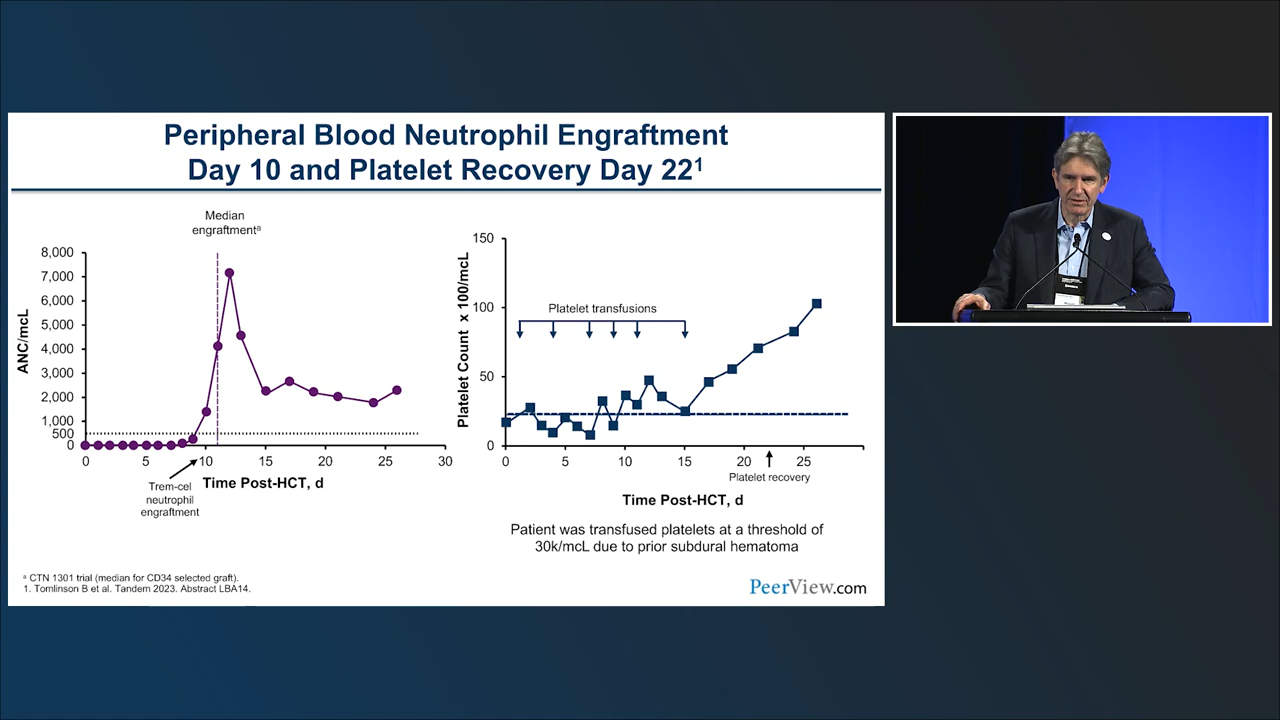 Peripheral Blood Neutrophil Engraftment
Day 10 and Platelet Recovery Day 22¹
Median
engraftmentᵃ
ANC/mcL
8,000
7,000
6,000
5,000
4,000
3,000
2,000
1,000
500
0
0 5 10 15 20 25 30
Time Post-HCT, d
Trem-cel
neutrophil
engraftment
Platelet Count x 100/mcL
150
100
50
0
Platelet transfusions
0 5 10 15 20 25
Platelet recovery
Time Post-HCT, d
Patient was transfused platelets at a threshold of
30k/mcL due to prior subdural hematoma
ᵃ CTN 1301 trial (median for CD34 selected graft).
1. Tomlinson B et al. Tandem 2023. Abstract LBA14.
PeerView.com